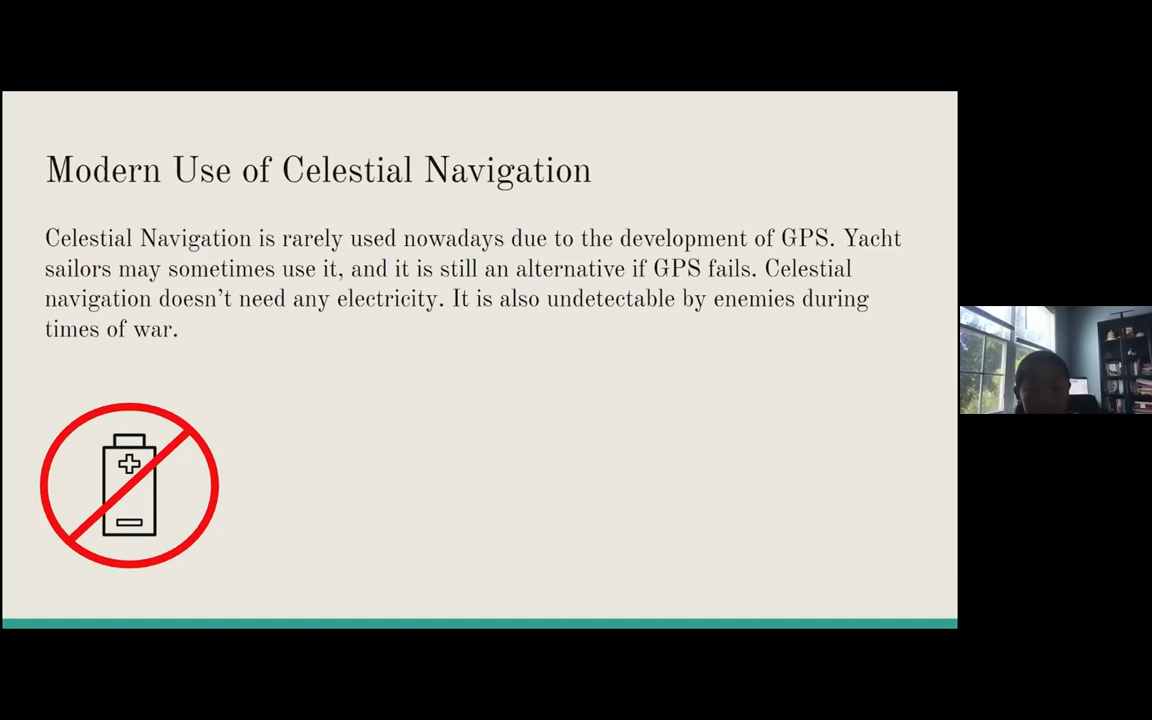 Modern Use of Celestial Navigation
Celestial Navigation is rarely used nowadays due to the development of GPS. Yacht
sailors may sometimes use it, and it is still an alternative if GPS fails. Celestial
navigation doesn't need any electricity. It is also undetectable by enemies during
times of war.